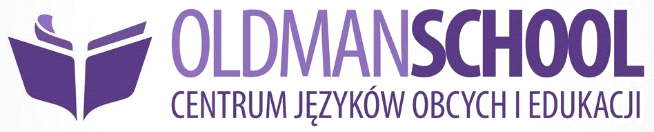 OLDMANSCHOOL
CENTRUM JĘZYKÓW OBCYCH I EDUKACJI